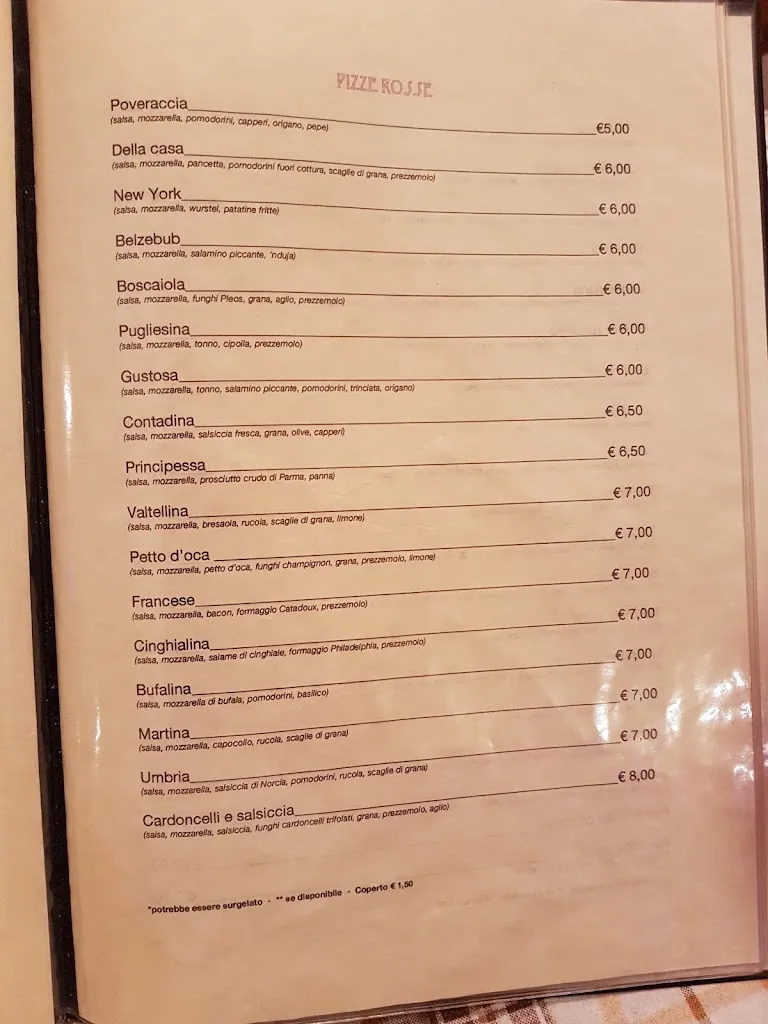 PIZZE ROSSE
Poveraccia €5,00
(salsa, mozzarella, pomodorini, capperi, origano, pepe)
Della casa € 6,00
(salsa, mozzarella, pancetta, pomodorini fuori cottura, scaglie di grana, prezzemolo)
New York € 6,00
(salsa, mozzarella, wurstel, patatine fritte)
Belzebub € 6,00
(salsa, mozzarella, salamino piccante, 'nduja)
Boscaiola € 6,00
(salsa, mozzarella, funghi Pleos, grana, aglio, prezzemolo)
Pugliesina € 6,00
(salsa, mozzarella, tonno, cipolla, prezzemolo)
Gustosa € 6,00
(salsa, mozzarella, tonno, salamino piccante, pomodorini, trinciata, origano)
Contadina € 6,50
(salsa, mozzarella, salsiccia fresca, grana, olive, capperi)
Principessa € 6,50
(salsa, mozzarella, prosciutto crudo di Parma, panna)
Valtellina € 7,00
(salsa, mozzarella, bresaola, rucola, scaglie di grana, limone)
Petto d'oca € 7,00
(salsa, mozzarella, petto d'oca, funghi champignon, grana, prezzemolo, limone)
Francese € 7,00
(salsa, mozzarella, bacon, formaggio Catadoux, prezzemolo)
Cinghialina € 7,00
(salsa, mozzarella, salame di cinghiale, formaggio Philadelphia, prezzemolo)
Bufalina € 7,00
(salsa, mozzarella di bufala, pomodorini, basilico)
Martina € 7,00
(salsa, mozzarella, capocollo, rucola, scaglie di grana)
Umbria € 7,00
(salsa, mozzarella, salsiccia di Norcia, pomodorini, rucola, scaglie di grana)
Cardoncelli e salsiccia € 8,00
(salsa, mozzarella, salsiccia, funghi cardoncelli trifolati, grana, prezzemolo, aglio)
*potrebbe essere surgelato - ** se disponibile - Coperto € 1,50